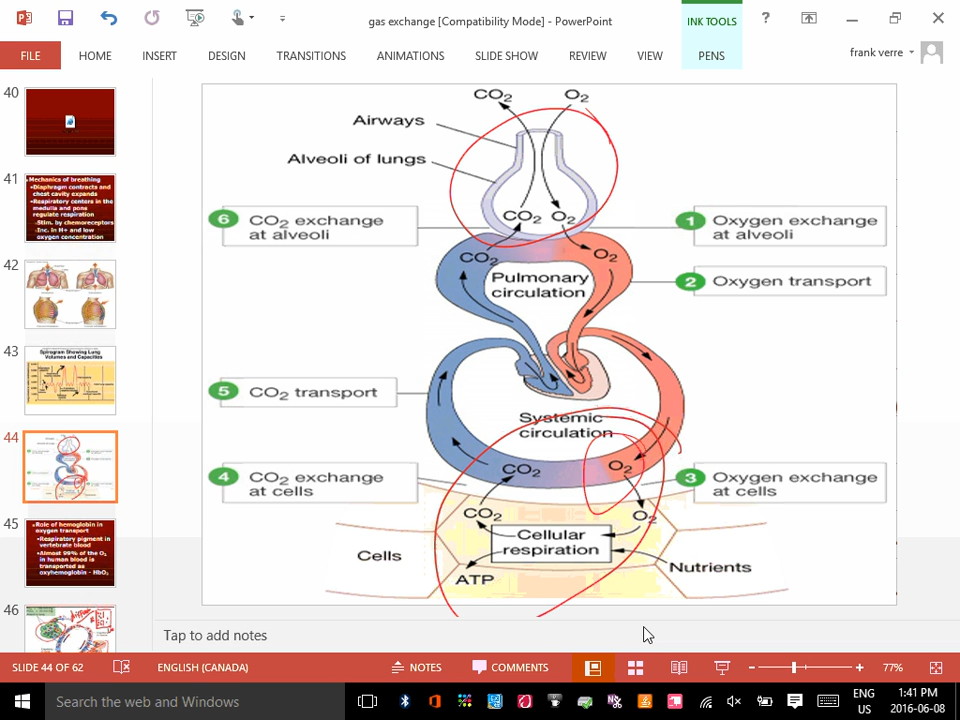 gas exchange [Compatibility Mode] - PowerPoint
INK TOOLS
?
FILE
HOME
INSERT
DESIGN
TRANSITIONS
ANIMATIONS
SLIDE SHOW
REVIEW
VIEW
PENS
frank verre
40
41
Mechanics of breathing
Diaphragm contracts and
chest cavity expands
Respiratory centers in the
medulla and pons
regulate respiration
Stim. by chemoreceptors
Inc. in H+ and low
oxygen concentration
42
43
Spirogram Showing Lung
Volumes and Capacities
44
45
Role of hemoglobin in
oxygen transport
Respiratory pigment in
vertebrate blood
Almost 99% of the O2
in human blood is
transported as
oxyhemoglobin - HbO2
46
CO2
O2
Airways
Alveoli of lungs
CO2
O2
6 CO2 exchange
at alveoli
1 Oxygen exchange
at alveoli
CO2
O2
Pulmonary
circulation
2 Oxygen transport
5 CO2 transport
Systemic
circulation
CO2
O2
4 CO2 exchange
at cells
3 Oxygen exchange
at cells
CO2
O2
Cellular
respiration
Cells
ATP
Nutrients
Tap to add notes
SLIDE 44 OF 62
ENGLISH (CANADA)
NOTES
COMMENTS
77%
Search the web and Windows
ENG
US
1:41 PM
2016-06-08